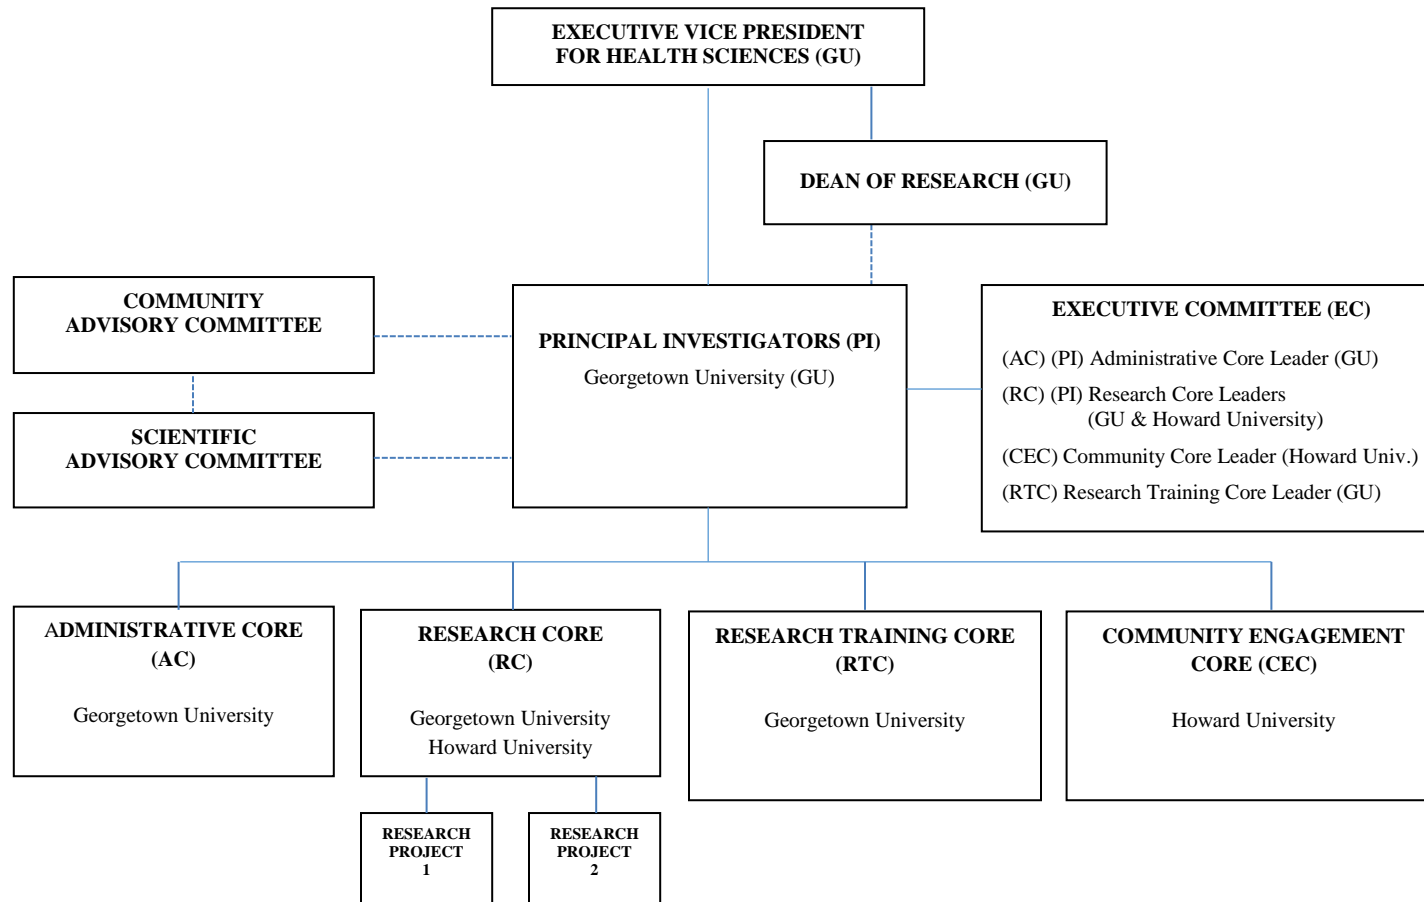 EXECUTIVE VICE PRESIDENT
FOR HEALTH SCIENCES (GU)
DEAN OF RESEARCH (GU)
COMMUNITY
ADVISORY COMMITTEE
SCIENTIFIC
ADVISORY COMMITTEE
PRINCIPAL INVESTIGATORS (PI)
Georgetown University (GU)
EXECUTIVE COMMITTEE (EC)
(AC) (PI) Administrative Core Leader (GU)
(RC) (PI) Research Core Leaders
(GU & Howard University)
(CEC) Community Core Leader (Howard Univ.)
(RTC) Research Training Core Leader (GU)
ADMINISTRATIVE CORE
(AC)
Georgetown University
RESEARCH CORE
(RC)
Georgetown University
Howard University
RESEARCH TRAINING CORE
(RTC)
Georgetown University
COMMUNITY ENGAGEMENT
CORE (CEC)
Howard University
RESEARCH
PROJECT
1
RESEARCH
PROJECT
2